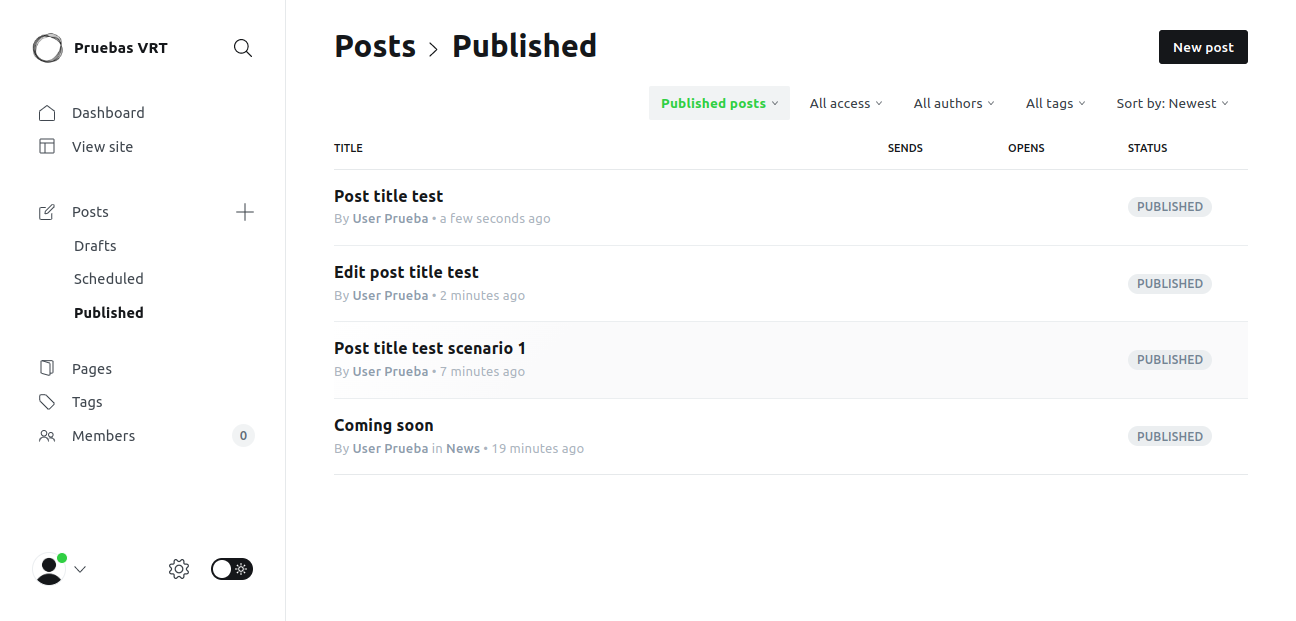 Pruebas VRT
Dashboard
View site
Posts
Drafts
Scheduled
Published
Pages
Tags
Members 0
Posts > Published
New post
Published posts All access All authors All tags Sort by: Newest
TITLE SENDS OPENS STATUS
Post title test
By User Prueba • a few seconds ago
PUBLISHED
Edit post title test
By User Prueba • 2 minutes ago
PUBLISHED
Post title test scenario 1
By User Prueba • 7 minutes ago
PUBLISHED
Coming soon
By User Prueba in News • 19 minutes ago
PUBLISHED